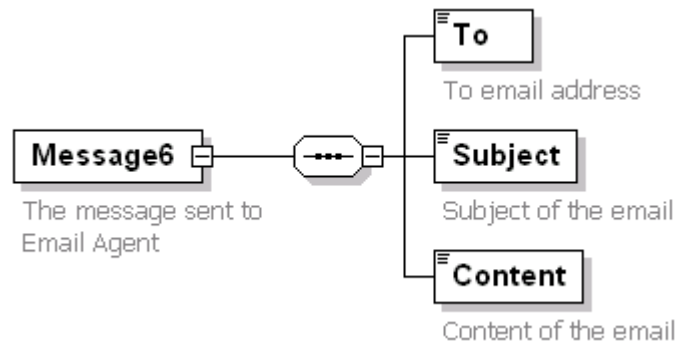 To
To email address
Message6
The message sent to
Email Agent
Subject
Subject of the email
Content
Content of the email